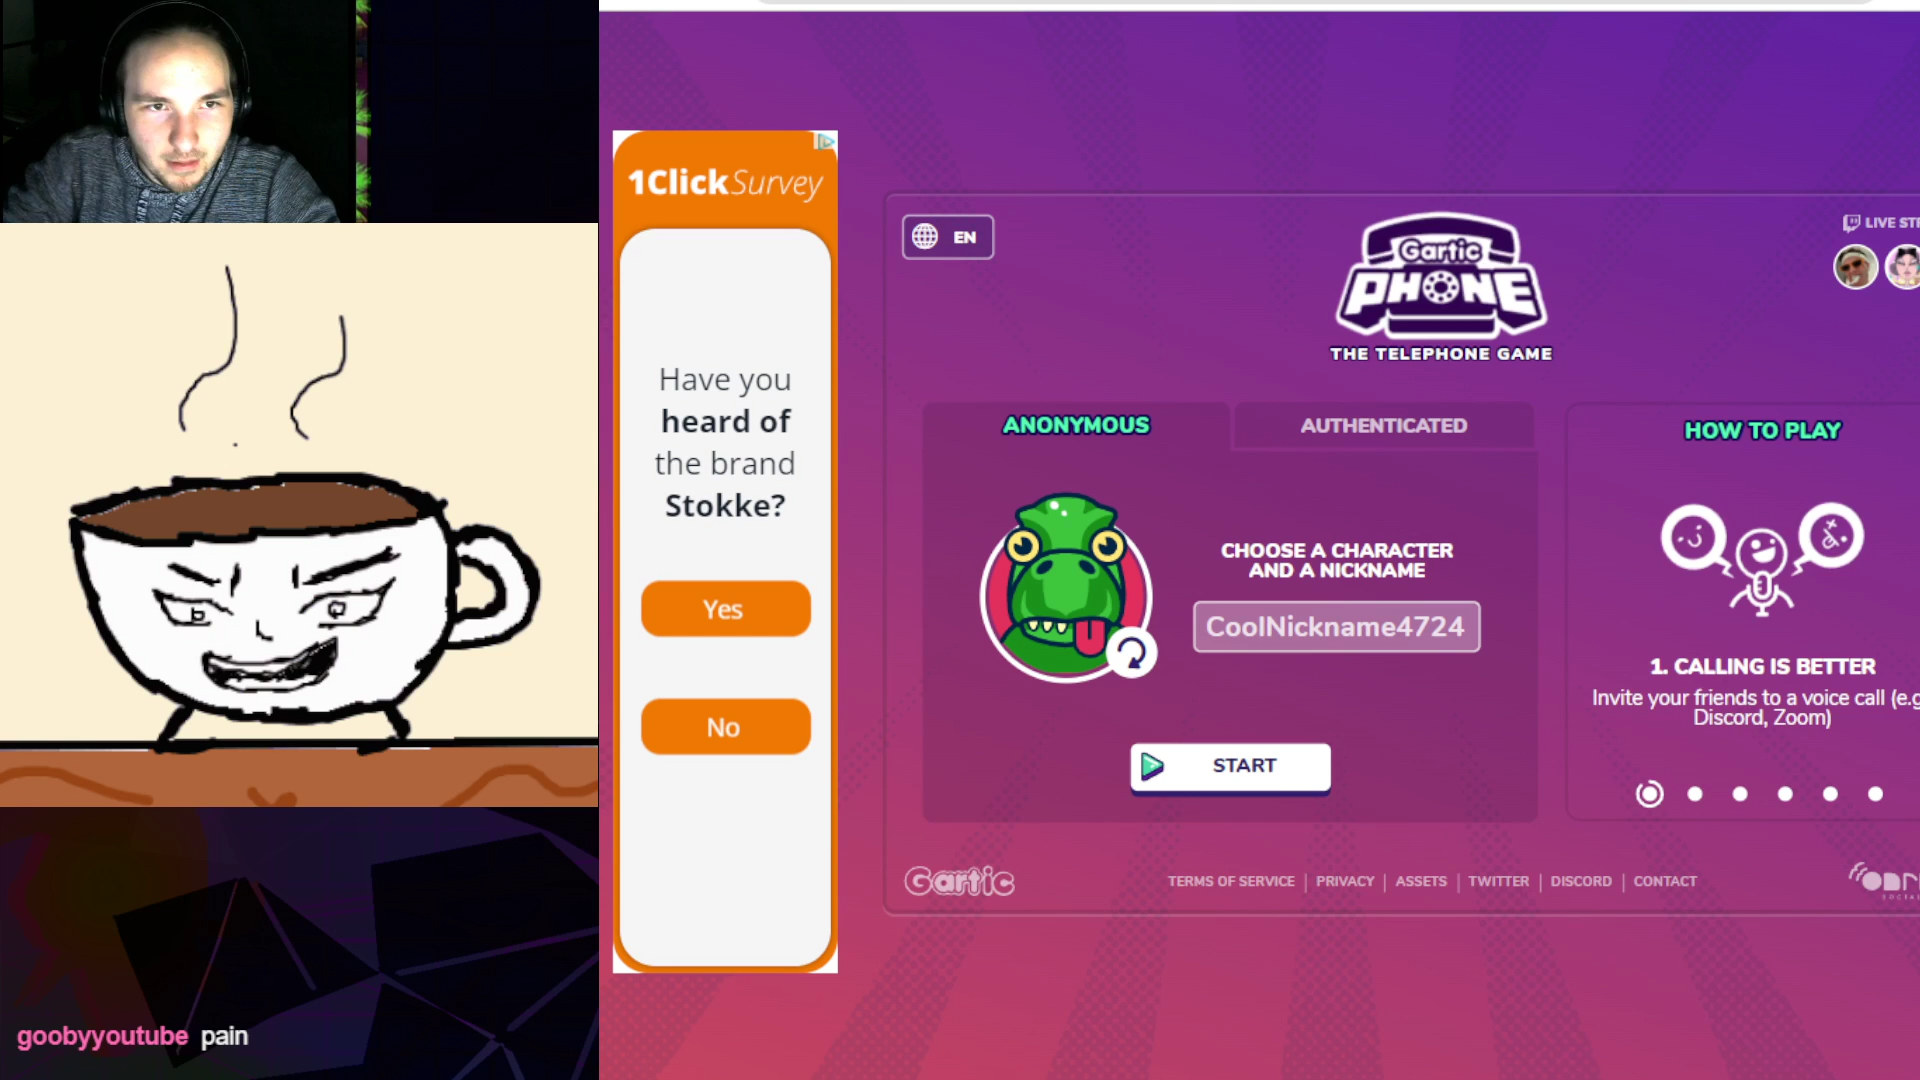 1ClickSurvey
Have you
heard of
the brand
Stokke?
Yes
No
EN
Gartic
PHONE
THE TELEPHONE GAME
LIVE
ANONYMOUS
AUTHENTICATED
CHOOSE A CHARACTER
AND A NICKNAME
CoolNickname4724
START
HOW TO PLAY
1. CALLING IS BETTER
Invite your friends to a voice call (e.g
Discord, Zoom)
Gartic
TERMS OF SERVICE | PRIVACY | ASSETS | TWITTER | DISCORD | CONTACT
goobyyoutube pain